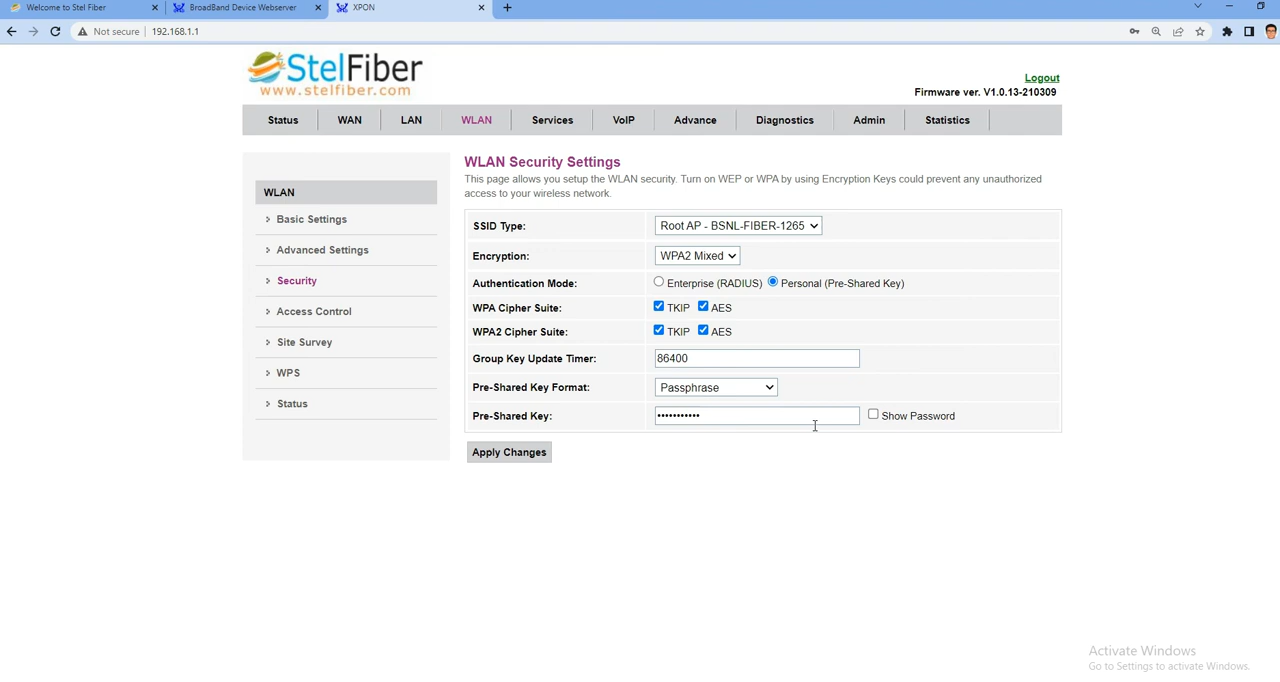 Welcome to Stel Fiber
BroadBand Device Webserver
XPON
Not secure | 192.168.1.1
StelFiber
www.stelfiber.com
Logout
Firmware ver. V1.0.13-210309
Status WAN LAN WLAN Services VoIP Advance Diagnostics Admin Statistics
WLAN
> Basic Settings
> Advanced Settings
> Security
> Access Control
> Site Survey
> WPS
> Status
WLAN Security Settings
This page allows you setup the WLAN security. Turn on WEP or WPA by using Encryption Keys could prevent any unauthorized
access to your wireless network.
SSID Type: Root AP - BSNL-FIBER-1265
Encryption: WPA2 Mixed
Authentication Mode: Enterprise (RADIUS) Personal (Pre-Shared Key)
WPA Cipher Suite: TKIP AES
WPA2 Cipher Suite: TKIP AES
Group Key Update Timer: 86400
Pre-Shared Key Format: Passphrase
Pre-Shared Key: ••••••••••• Show Password
Apply Changes
Activate Windows
Go to Settings to activate Windows.